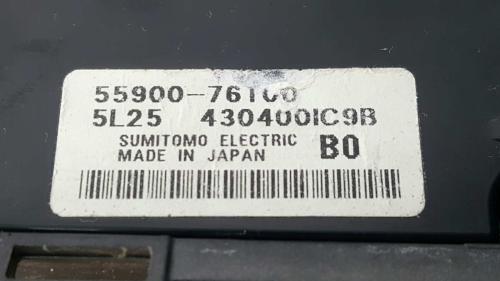 55900-76100
5L25 430400IC9B
SUMITOMO ELECTRIC
MADE IN JAPAN B0